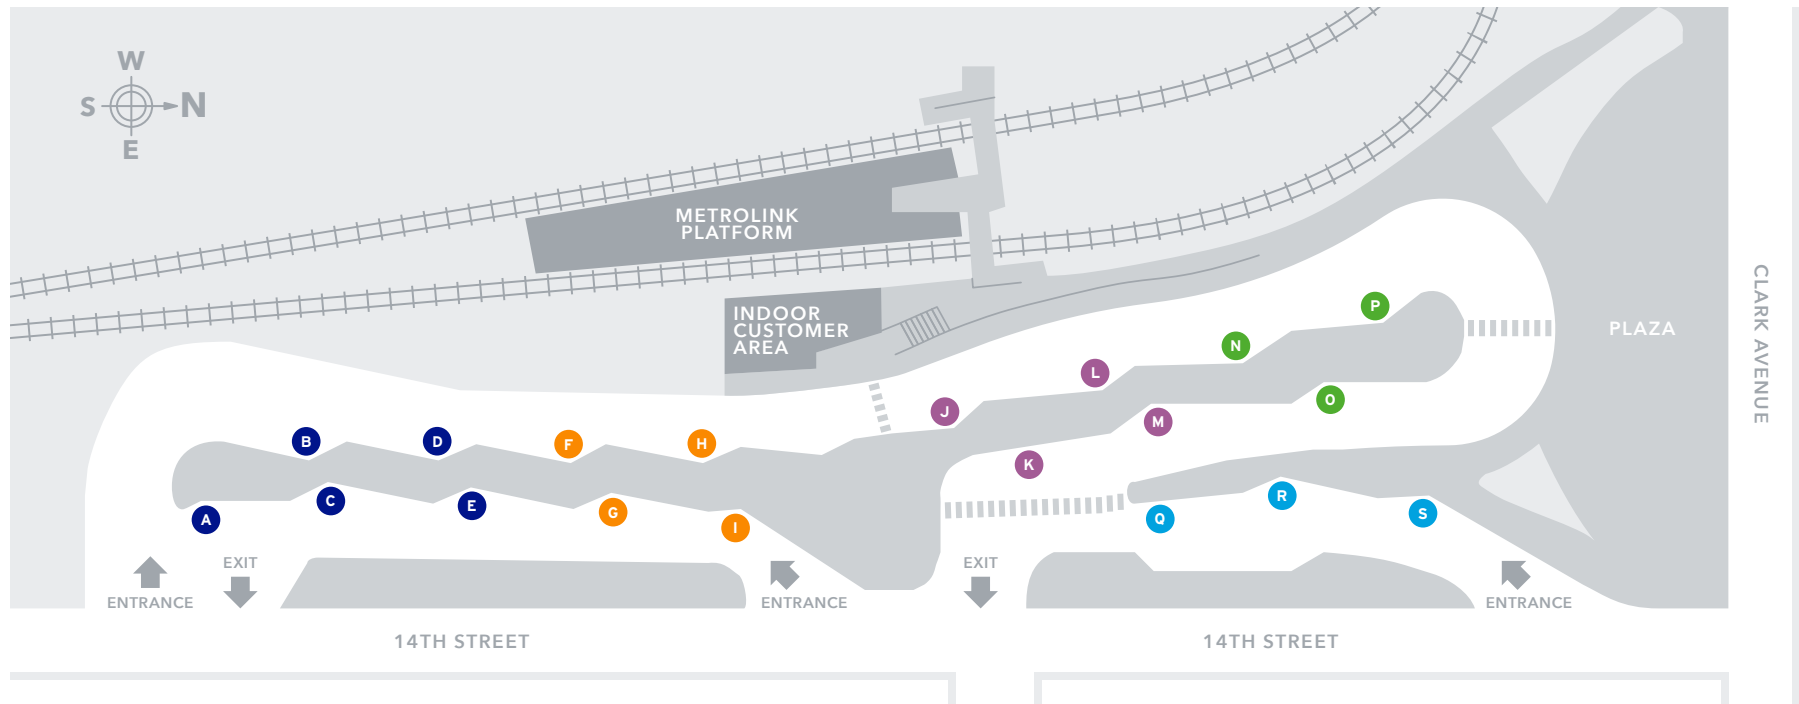 W
S N
E
METROLINK
PLATFORM
INDOOR
CUSTOMER
AREA
PLAZA
CLARK AVENUE
P
N
L
O
J
M
B
D
F
H
K
A
C
E
G
I
Q
R
S
ENTRANCE
EXIT
ENTRANCE
EXIT
ENTRANCE
14TH STREET
14TH STREET